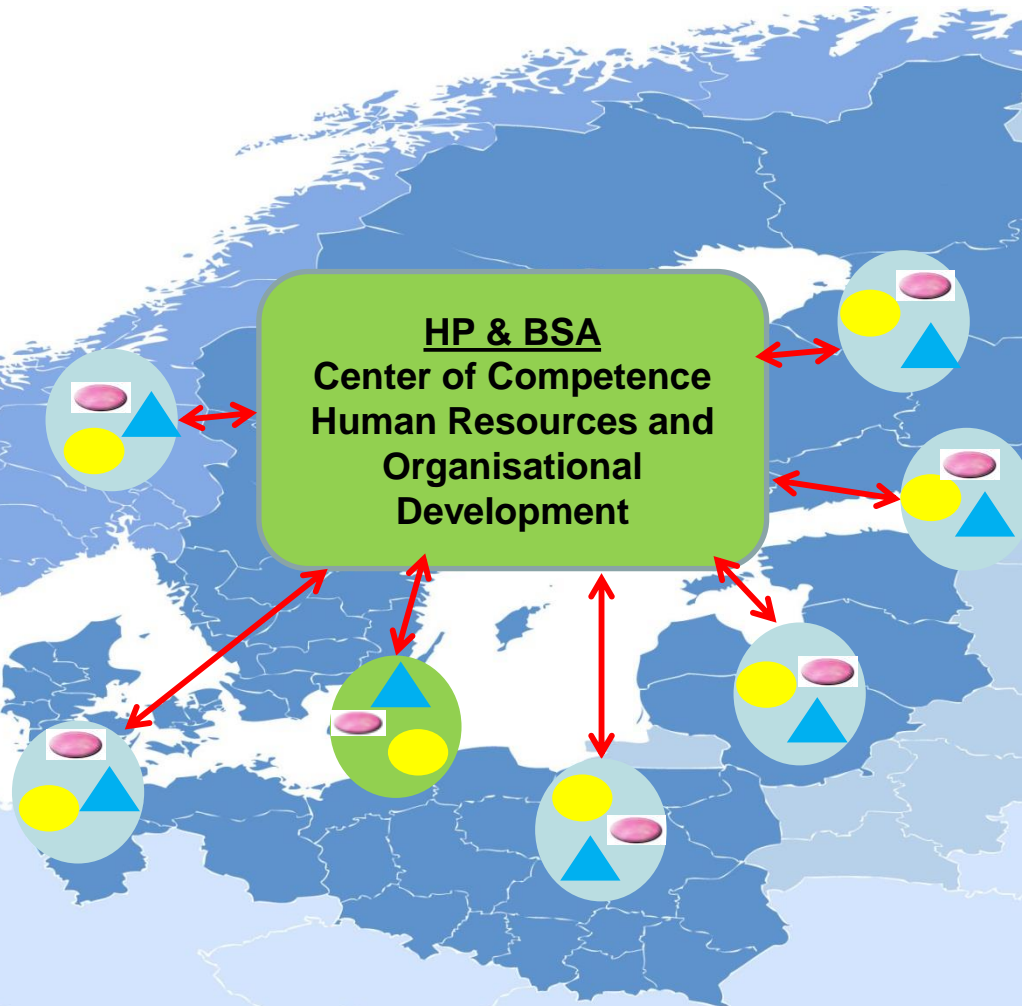 HP & BSA
Center of Competence
Human Resources and
Organisational
Development